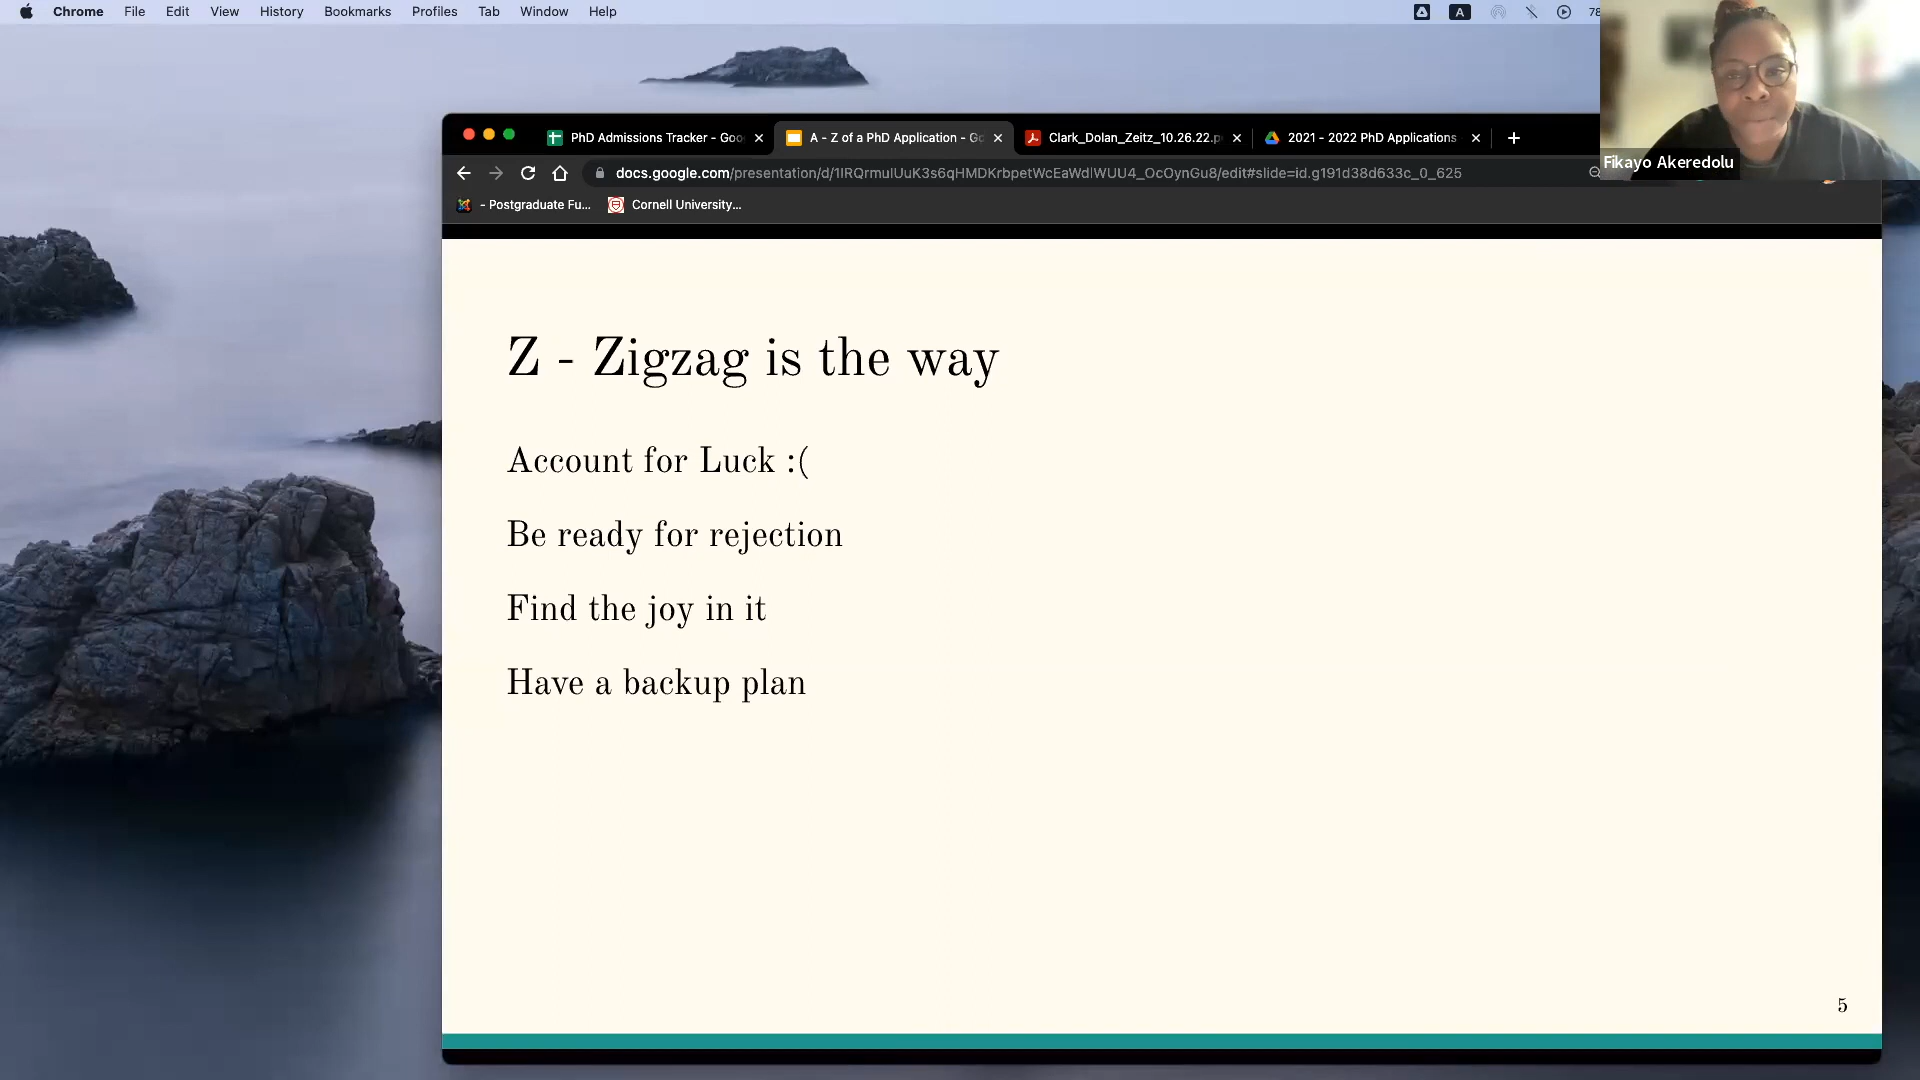 Chrome File Edit View History Bookmarks Profiles Tab Window Help
A
78
Fikayo Akeredolu
PhD Admissions Tracker - Goo
A - Z of a PhD Application - Go
Clark_Dolan_Zeitz_10.26.22.p
2021 - 2022 PhD Applications
docs.google.com/presentation/d/1IRQrmuIUuK3s6qHMDKrbpetWcEaWdIWUU4_OcOynGu8/edit#slide=id.g191d38d633c_0_625
- Postgraduate Fu...
Cornell University...
Z - Zigzag is the way
Account for Luck :(
Be ready for rejection
Find the joy in it
Have a backup plan
5